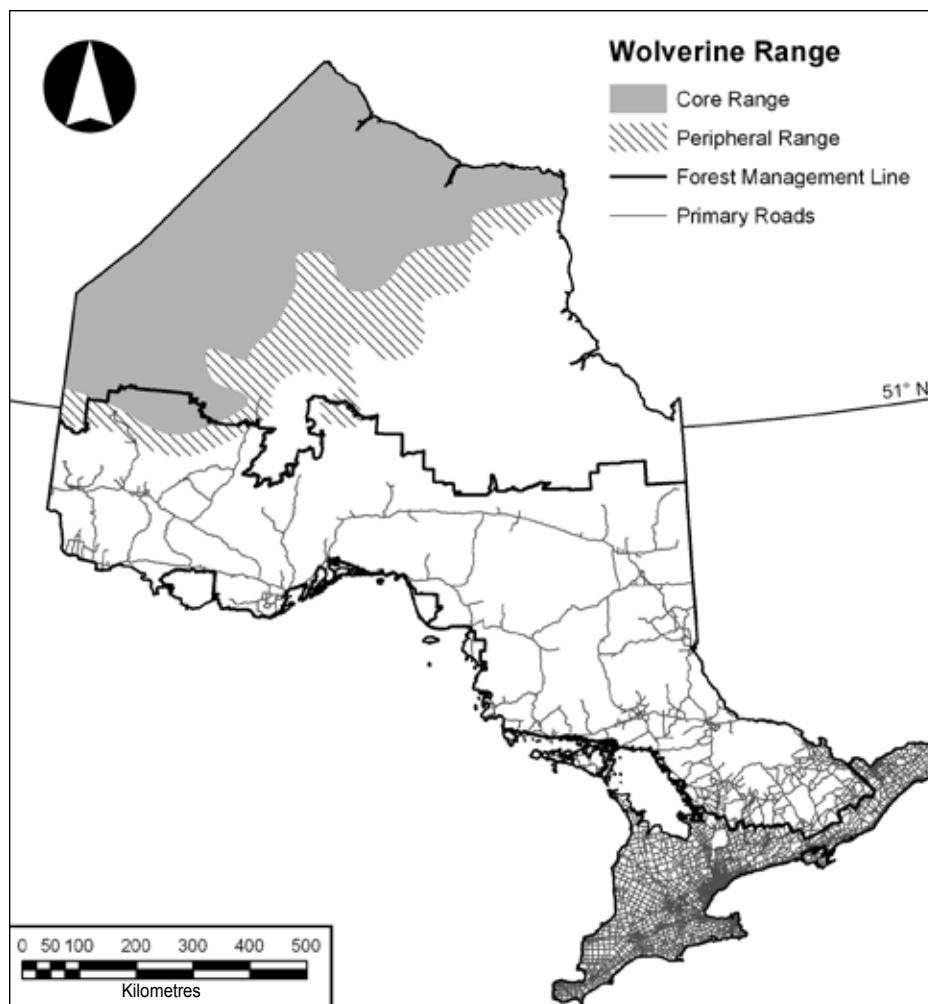 Wolverine Range
Core Range
Peripheral Range
Forest Management Line
Primary Roads
51° N
0 50 100 200 300 400 500
Kilometres